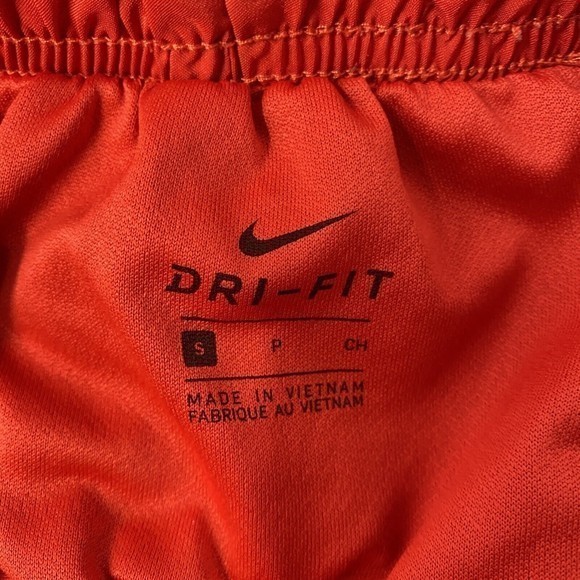 DRI-FIT
S P CH
MADE IN VIETNAM
FABRIQUE AU VIETNAM